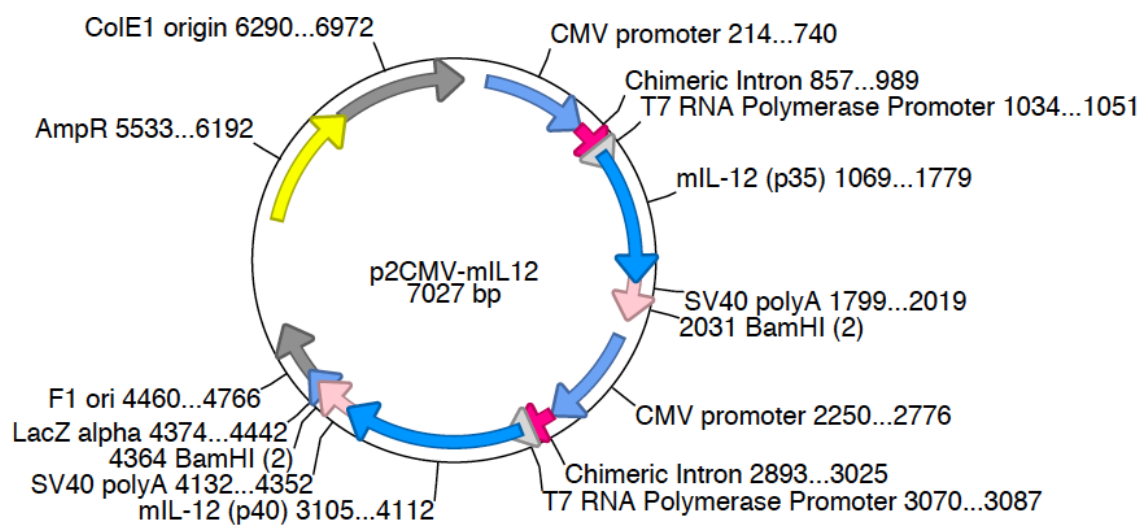 ColE1 origin 6290...6972
CMV promoter 214...740
Chimeric Intron 857...989
T7 RNA Polymerase Promoter 1034...1051
AmpR 5533...6192
mIL-12 (p35) 1069...1779
p2CMV-mIL12
7027 bp
SV40 polyA 1799...2019
2031 BamHI (2)
F1 ori 4460...4766
CMV promoter 2250...2776
LacZ alpha 4374...4442
4364 BamHI (2)
Chimeric Intron 2893...3025
SV40 polyA 4132...4352
T7 RNA Polymerase Promoter 3070...3087
mIL-12 (p40) 3105...4112